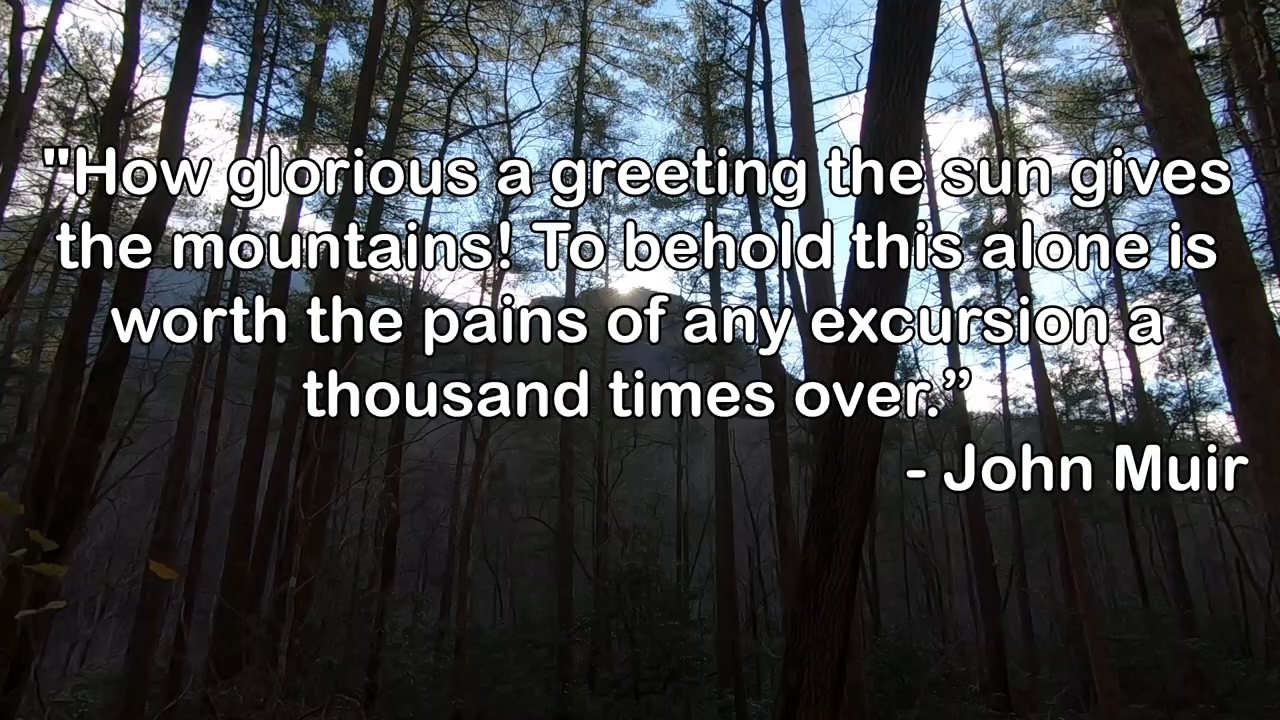 "How glorious a greeting the sun gives
the mountains! To behold this alone is
worth the pains of any excursion a
thousand times over.”
- John Muir